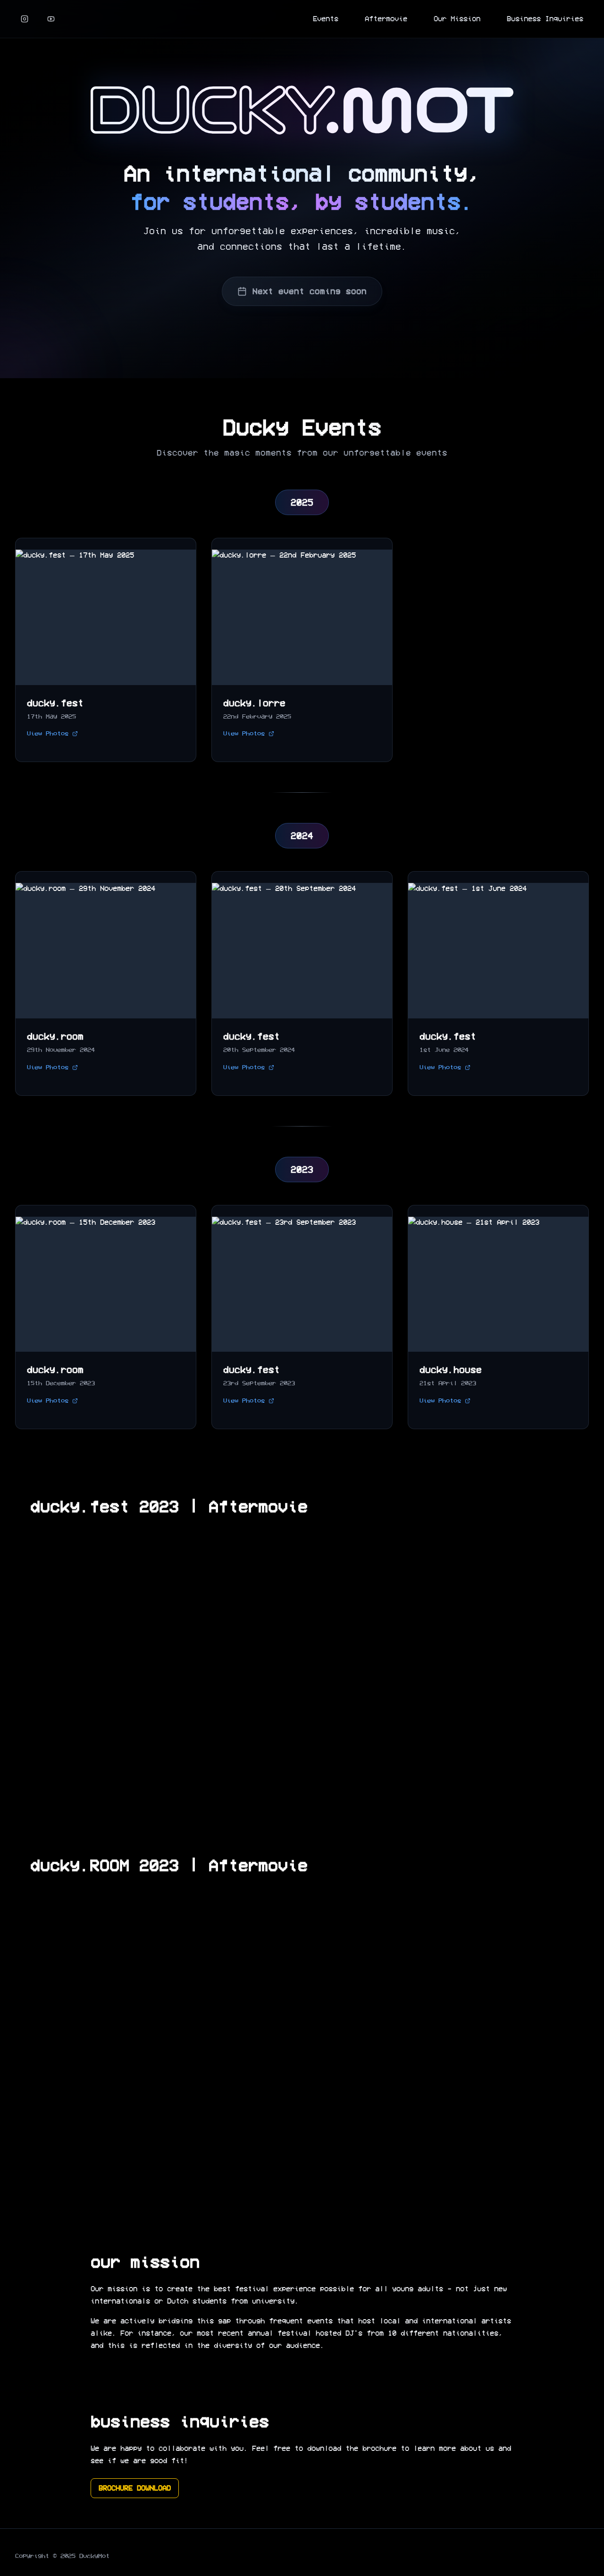 Events Aftermovie Our Mission Business Inquiries
DUCKY.MOT
An international community,
for students, by students.
Join us for unforgettable experiences, incredible music,
and connections that last a lifetime.
Next event coming soon
Ducky Events
Discover the magic moments from our unforgettable events
2025
ducky.fest – 17th May 2025
ducky.fest
17th May 2025
View Photos
ducky.lorre – 22nd February 2025
ducky.lorre
22nd February 2025
View Photos
2024
ducky.room – 29th November 2024
ducky.room
29th November 2024
View Photos
ducky.fest – 20th September 2024
ducky.fest
20th September 2024
View Photos
ducky.fest – 1st June 2024
ducky.fest
1st June 2024
View Photos
2023
ducky.room – 15th December 2023
ducky.room
15th December 2023
View Photos
ducky.fest – 23rd September 2023
ducky.fest
23rd September 2023
View Photos
ducky.house – 21st April 2023
ducky.house
21st April 2023
View Photos
ducky.fest 2023 | Aftermovie
ducky.ROOM 2023 | Aftermovie
our mission
Our mission is to create the best festival experience possible for all young adults - not just new
internationals or Dutch students from university.
We are actively bridging this gap through frequent events that host local and international artists
alike. For instance, our most recent annual festival hosted DJ's from 10 different nationalities,
and this is reflected in the diversity of our audience.
business inquiries
We are happy to collaborate with you. Feel free to download the brochure to learn more about us and
see if we are good fit!
BROCHURE DOWNLOAD
Copyright © 2025 DuckyMot